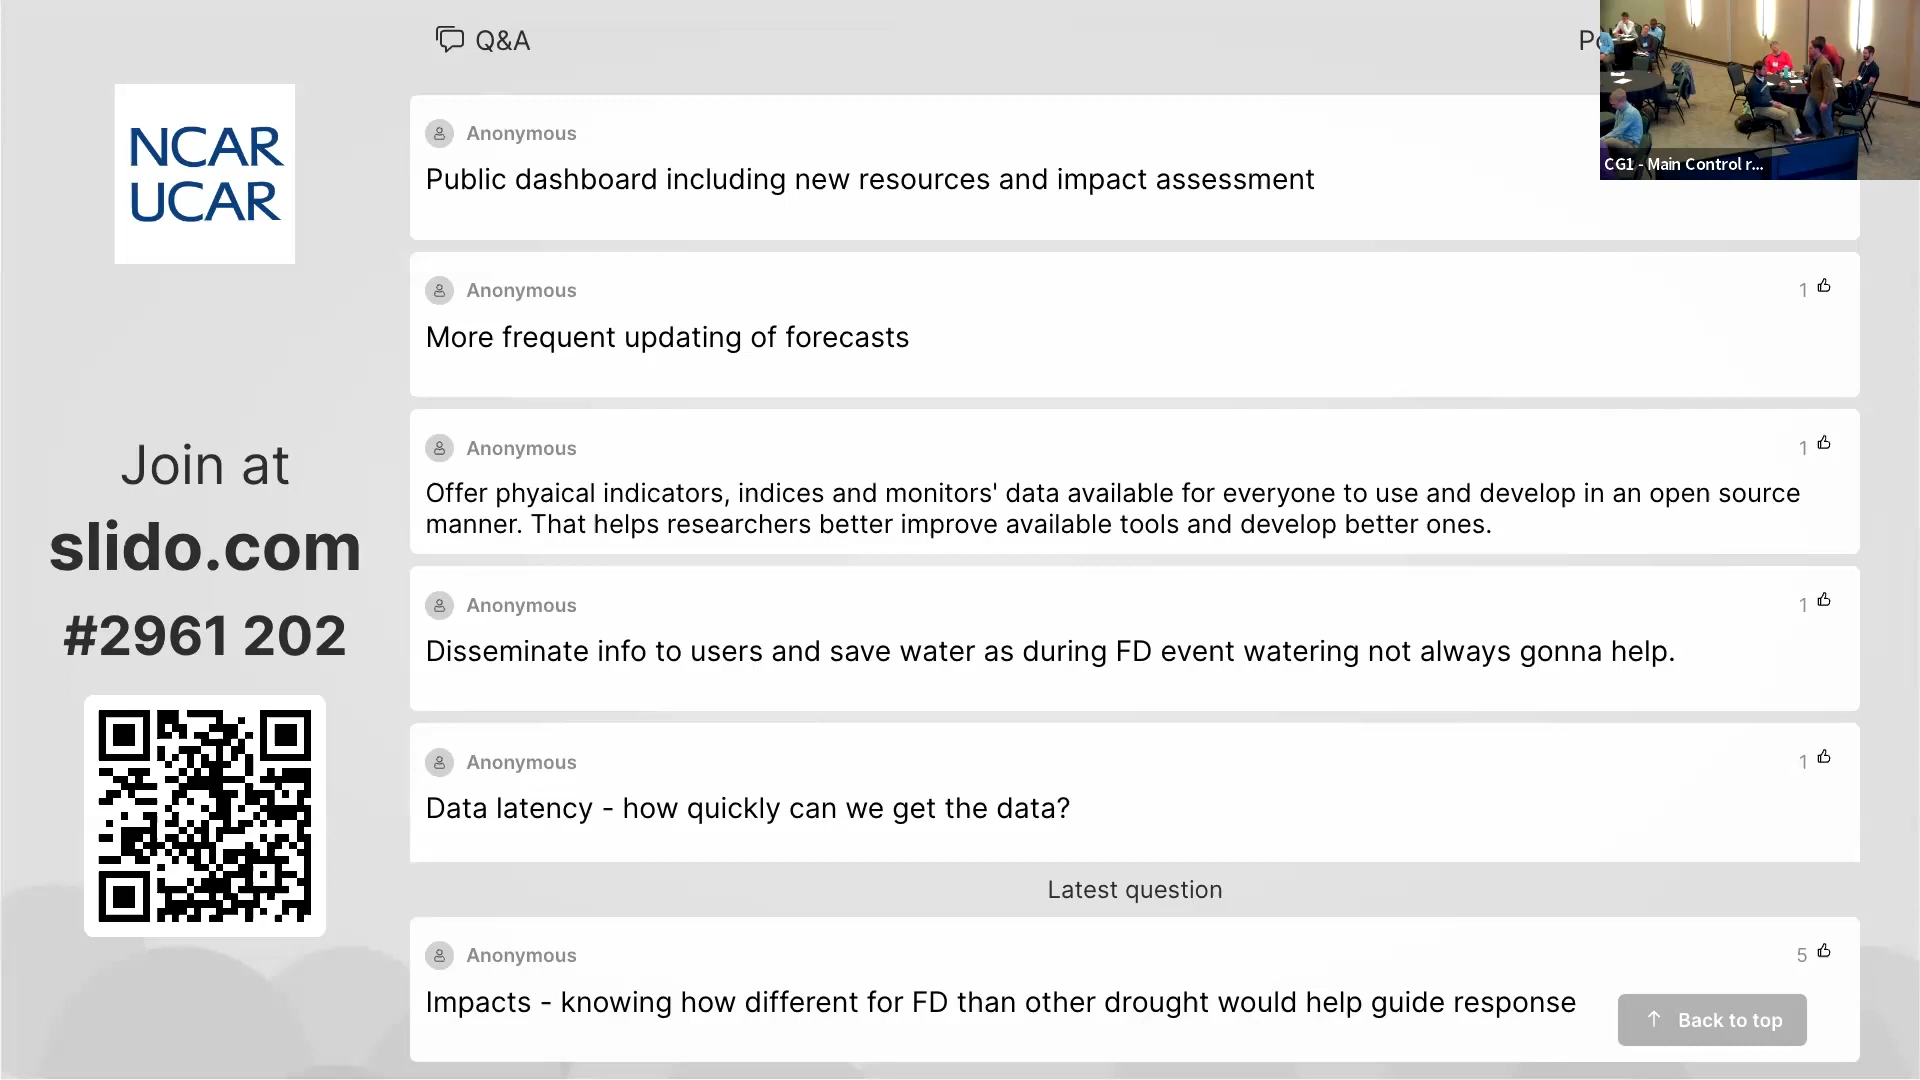 Q&A
Po
NCAR
UCAR
Join at
slido.com
#2961 202
Anonymous
Public dashboard including new resources and impact assessment
Anonymous
1
More frequent updating of forecasts
Anonymous
1
Offer phyaical indicators, indices and monitors' data available for everyone to use and develop in an open source
manner. That helps researchers better improve available tools and develop better ones.
Anonymous
1
Disseminate info to users and save water as during FD event watering not always gonna help.
Anonymous
1
Data latency - how quickly can we get the data?
Latest question
Anonymous
5
Impacts - knowing how different for FD than other drought would help guide response
↑ Back to top
CG1 - Main Control r...